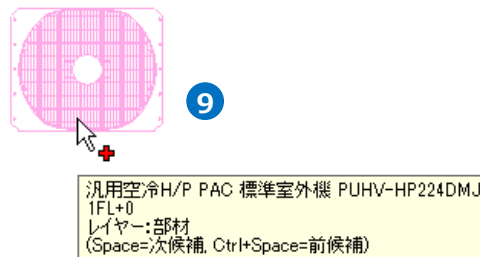 9
汎用空冷H/P PAC 標準室外機 PUHV-HP224DMJ
1FL+0
レイヤー:部材
(Space=次候補, Ctrl+Space=前候補)